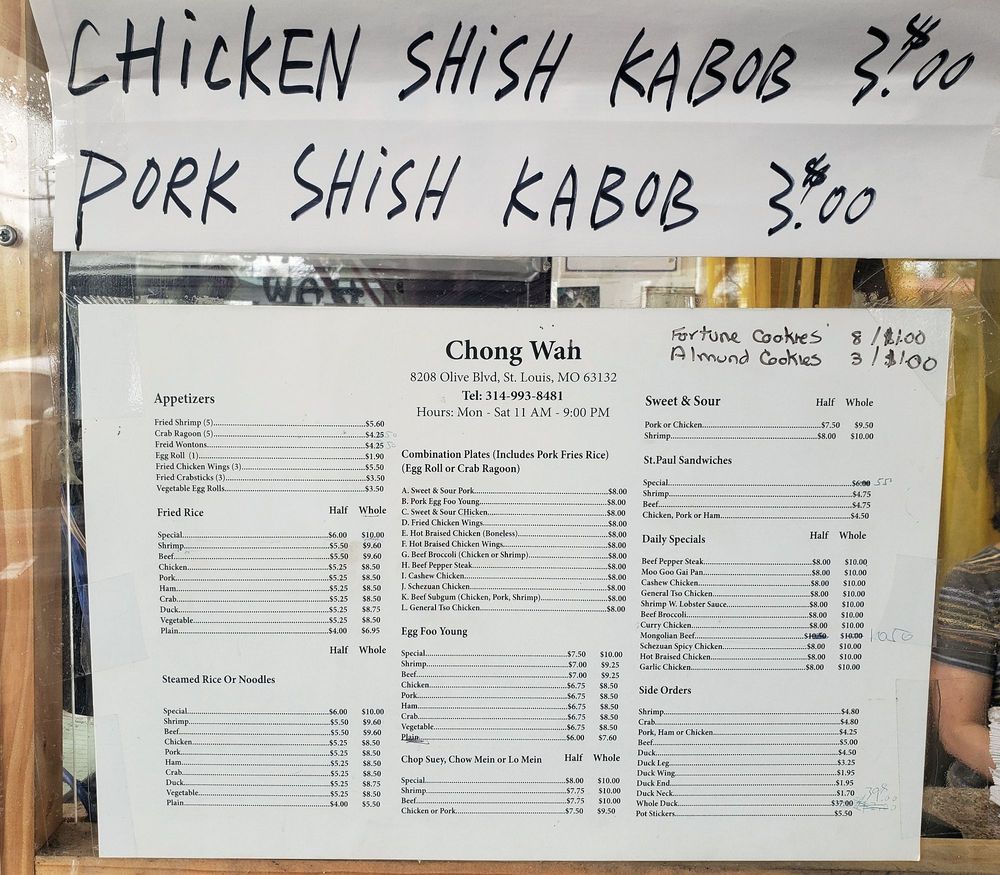 CHicKEN SHiSH KABOB 3.$00
PORK SHiSH KABOB 3.$00
WAH
Chong Wah
8208 Olive Blvd, St. Louis, MO 63132
Tel: 314-993-8481
Hours: Mon - Sat 11 AM - 9:00 PM
Fortune Cookies 8 / $1.00
Almund Cookies 3 / $1.00
Appetizers
Fried Shrimp (5) $5.60
Crab Ragoon (5) $4.25
Freid Wontons $4.25
Egg Roll (1) $1.90
Fried Chicken Wings (3) $5.50
Fried Crabsticks (3) $3.50
Vegetable Egg Rolls $3.50
Fried Rice Half Whole
Special $6.00 $10.00
Shrimp $5.50 $9.60
Beef $5.50 $9.60
Chicken $5.25 $8.50
Pork $5.25 $8.50
Ham $5.25 $8.50
Crab $5.25 $8.50
Duck $5.25 $8.75
Vegetable $5.25 $8.50
Plain $4.00 $6.95
Half Whole
Steamed Rice Or Noodles
Special $6.00 $10.00
Shrimp $5.50 $9.60
Beef $5.50 $9.60
Chicken $5.25 $8.50
Pork $5.25 $8.50
Ham $5.25 $8.50
Crab $5.25 $8.50
Duck $5.25 $8.75
Vegetable $5.25 $8.50
Plain $4.00 $5.50
Combination Plates (Includes Pork Fries Rice)
(Egg Roll or Crab Ragoon)
A. Sweet & Sour Pork $8.00
B. Pork Egg Foo Young $8.00
C. Sweet & Sour CHicken $8.00
D. Fried Chicken Wings $8.00
E. Hot Braised Chicken (Boneless) $8.00
F. Hot Braised Chicken Wings $8.00
G. Beef Broccoli (Chicken or Shrimp) $8.00
H. Beef Pepper Steak $8.00
I. Cashew Chicken $8.00
J. Schezuan Chicken $8.00
K. Beef Subgum (Chicken, Pork, Shrimp) $8.00
L. General Tso Chicken $8.00
Egg Foo Young
Special $7.50 $10.00
Shrimp $7.00 $9.25
Beef $7.00 $9.25
Chicken $6.75 $8.50
Pork $6.75 $8.50
Ham $6.75 $8.50
Crab $6.75 $8.50
Vegetable $6.75 $8.50
Plain $6.00 $7.60
Chop Suey, Chow Mein or Lo Mein Half Whole
Special $8.00 $10.00
Shrimp $7.75 $10.00
Beef $7.75 $10.00
Chicken or Pork $7.50 $9.50
Sweet & Sour Half Whole
Pork or Chicken $7.50 $9.50
Shrimp $8.00 $10.00
St.Paul Sandwiches
Special $6.00 550
Shrimp $4.75
Beef $4.75
Chicken, Pork or Ham $4.50
Daily Specials Half Whole
Beef Pepper Steak $8.00 $10.00
Moo Goo Gai Pan $8.00 $10.00
Cashew Chicken $8.00 $10.00
General Tso Chicken $8.00 $10.00
Shrimp W. Lobster Sauce $8.00 $10.00
Beef Broccoli $8.00 $10.00
Curry Chicken $8.00 $10.00
Mongolian Beef $10.50 $10.00 10.50
Schezuan Spicy Chicken $8.00 $10.00
Hot Braised Chicken $8.00 $10.00
Garlic Chicken $8.00 $10.00
Side Orders
Shrimp $4.80
Crab $4.80
Pork, Ham or Chicken $4.25
Beef $5.00
Duck $4.50
Duck Leg $3.25
Duck Wing $1.95
Duck End $1.95
Duck Neck $1.70
Whole Duck $37.00
Pot Stickers $5.50